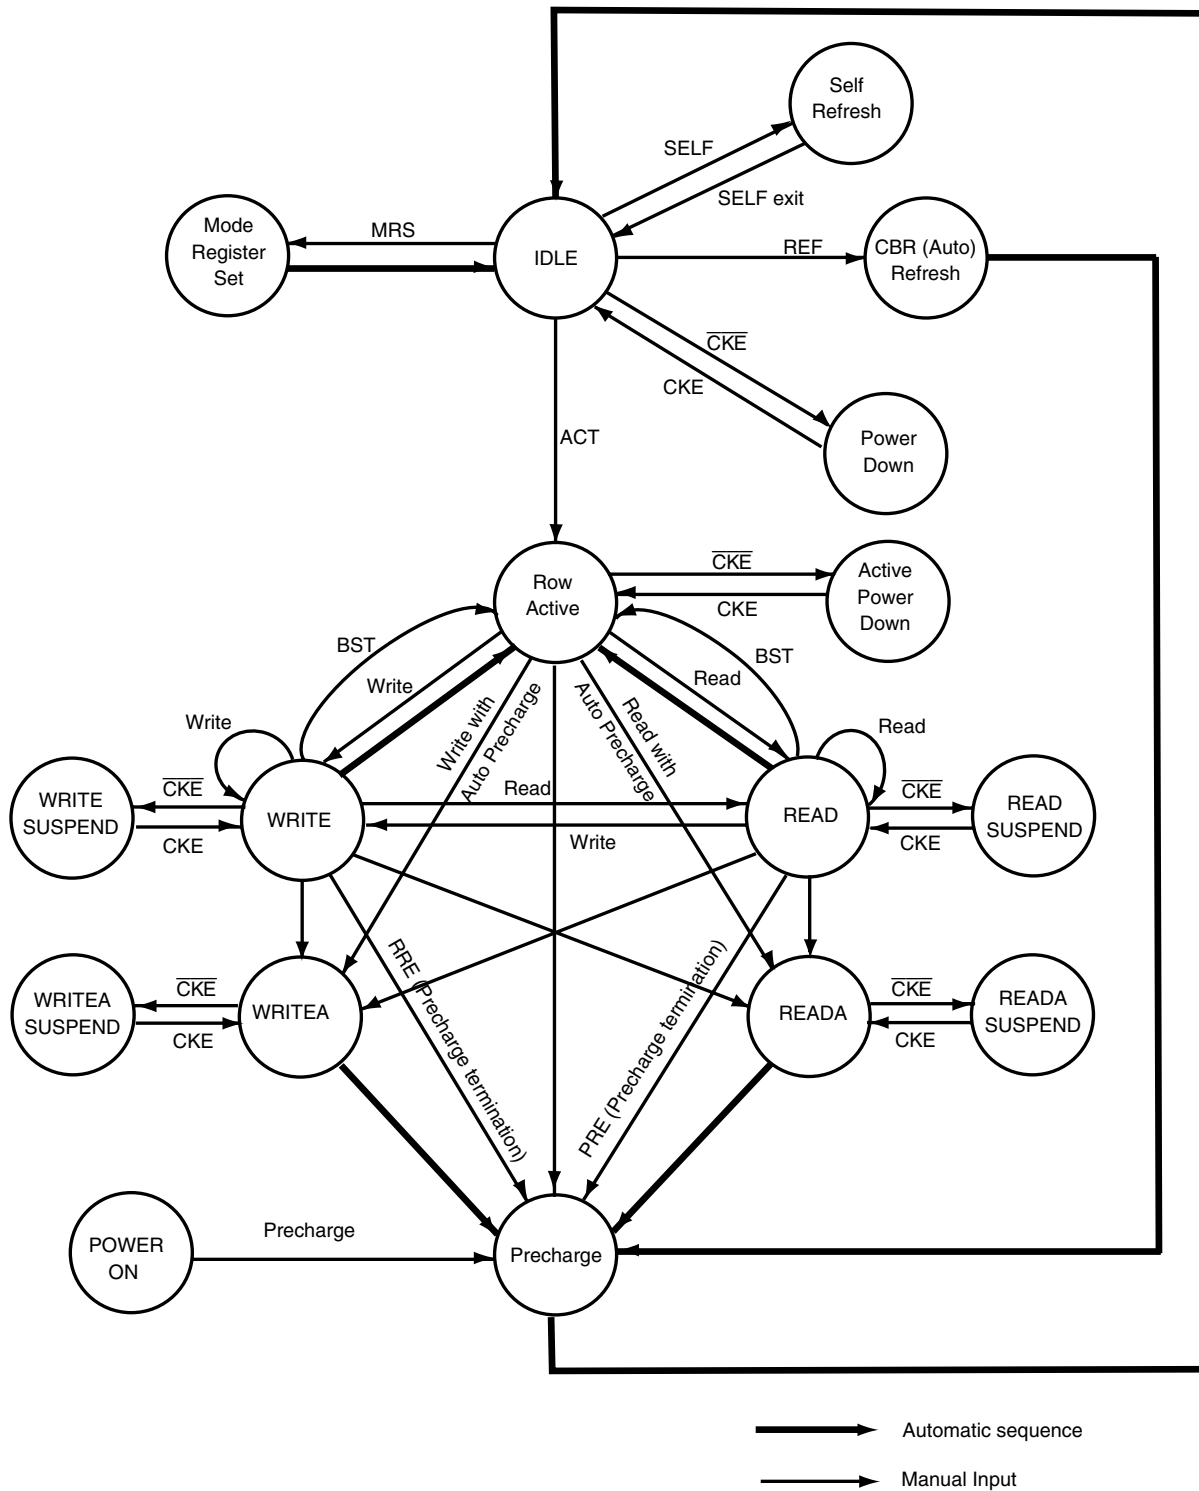 Self
Refresh
SELF
SELF exit
Mode
Register
Set
MRS
IDLE
REF
CBR (Auto)
Refresh
CKE
CKE
Power
Down
ACT
Row
Active
CKE
CKE
Active
Power
Down
BST
Write
Write with
Auto Precharge
Auto Precharge
Read with
Read
BST
Write
Read
WRITE
SUSPEND
CKE
CKE
WRITE
Read
Write
READ
CKE
CKE
READ
SUSPEND
WRITEA
SUSPEND
CKE
CKE
WRITEA
RRE (Precharge termination)
PRE (Precharge termination)
READA
CKE
CKE
READA
SUSPEND
POWER
ON
Precharge
Precharge
Automatic sequence
Manual Input